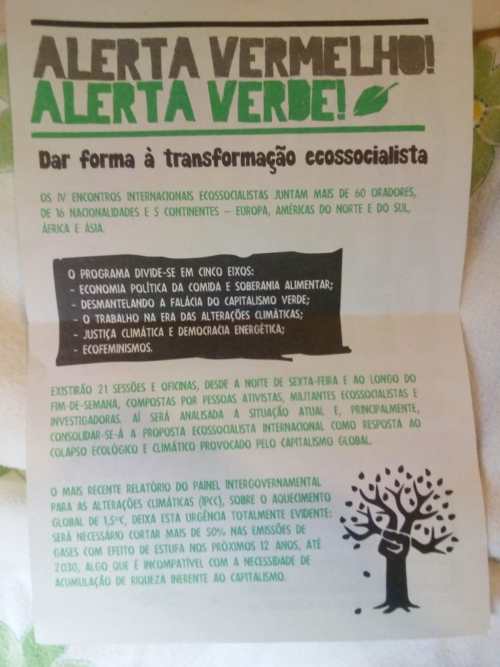 ALERTA VERMELHO!
ALERTA VERDE!
Dar forma à transformação ecossocialista
OS IV ENCONTROS INTERNACIONAIS ECOSSOCIALISTAS JUNTAM MAIS DE 60 ORADORES,
DE 16 NACIONALIDADES E 5 CONTINENTES – EUROPA, AMÉRICAS DO NORTE E DO SUL,
ÁFRICA E ÁSIA.
O PROGRAMA DIVIDE-SE EM CINCO EIXOS:
- ECONOMIA POLÍTICA DA COMIDA E SOBERANIA ALIMENTAR;
- DESMANTELANDO A FALÁCIA DO CAPITALISMO VERDE;
- O TRABALHO NA ERA DAS ALTERAÇÕES CLIMÁTICAS;
- JUSTIÇA CLIMÁTICA E DEMOCRACIA ENERGÉTICA;
- ECOFEMINISMOS.
EXISTIRÃO 21 SESSÕES E OFICINAS, DESDE A NOITE DE SEXTA-FEIRA E AO LONGO DO
FIM-DE-SEMANA, COMPOSTAS POR PESSOAS ATIVISTAS, MILITANTES ECOSSOCIALISTAS E
INVESTIGADORAS. AÍ SERÁ ANALISADA A SITUAÇÃO ATUAL E, PRINCIPALMENTE,
CONSOLIDAR-SE-Á A PROPOSTA ECOSSOCIALISTA INTERNACIONAL COMO RESPOSTA AO
COLAPSO ECOLÓGICO E CLIMÁTICO PROVOCADO PELO CAPITALISMO GLOBAL.
O MAIS RECENTE RELATÓRIO DO PAINEL INTERGOVERNAMENTAL
PARA AS ALTERAÇÕES CLIMÁTICAS (IPCC), SOBRE O AQUECIMENTO
GLOBAL DE 1,5ºC, DEIXA ESTA URGÊNCIA TOTALMENTE EVIDENTE:
SERÁ NECESSÁRIO CORTAR MAIS DE 50% NAS EMISSÕES DE
GASES COM EFEITO DE ESTUFA NOS PRÓXIMOS 12 ANOS, ATÉ
2030, ALGO QUE É INCOMPATÍVEL COM A NECESSIDADE DE
ACUMULAÇÃO DE RIQUEZA INERENTE AO CAPITALISMO.